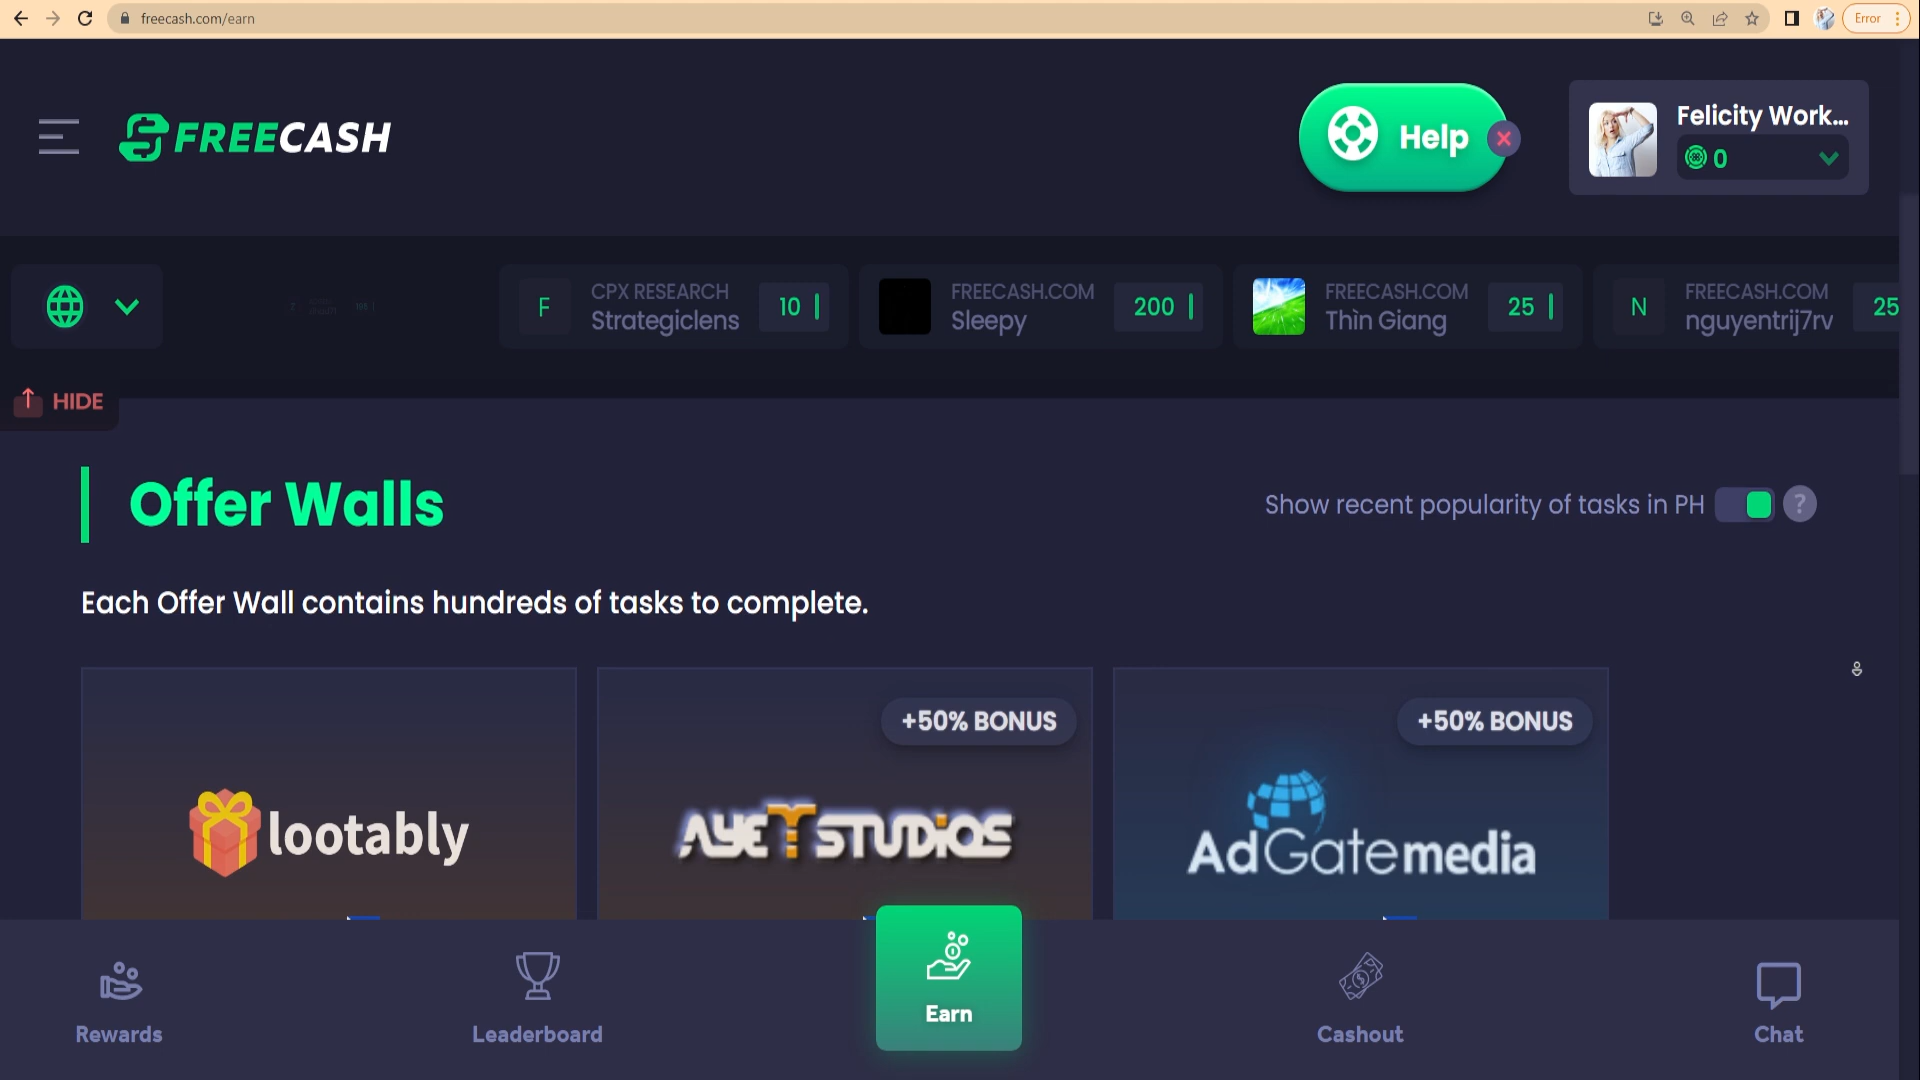 freecash.com/earn
Error
FREECASH
Help
Felicity Work...
0
F
CPX RESEARCH
Strategiclens
10
FREECASH.COM
Sleepy
200
FREECASH.COM
Thìn Giang
25
N
FREECASH.COM
nguyentrij7rv
25
HIDE
Offer Walls
Show recent popularity of tasks in PH
?
Each Offer Wall contains hundreds of tasks to complete.
lootably
+50% BONUS
AYETSTUDIOS
+50% BONUS
AdGatemedia
Rewards
Leaderboard
Earn
Cashout
Chat